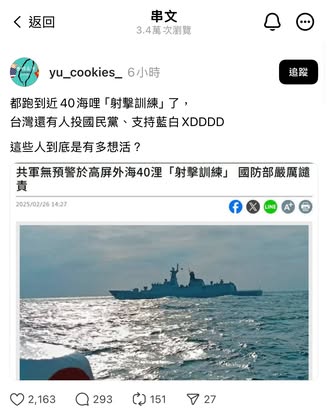 返回
串文
3.4萬次瀏覽
yu_cookies_ 6小時
追蹤
都跑到近 40 海哩「射擊訓練」了，
台灣還有人投國民黨、支持藍白 XDDDD
這些人到底是有多想活？
共軍無預警於高屏外海40浬「射擊訓練」 國防部嚴厲譴
責
2025/02/26 14:27
LINE
A+
2,163
293
151
27